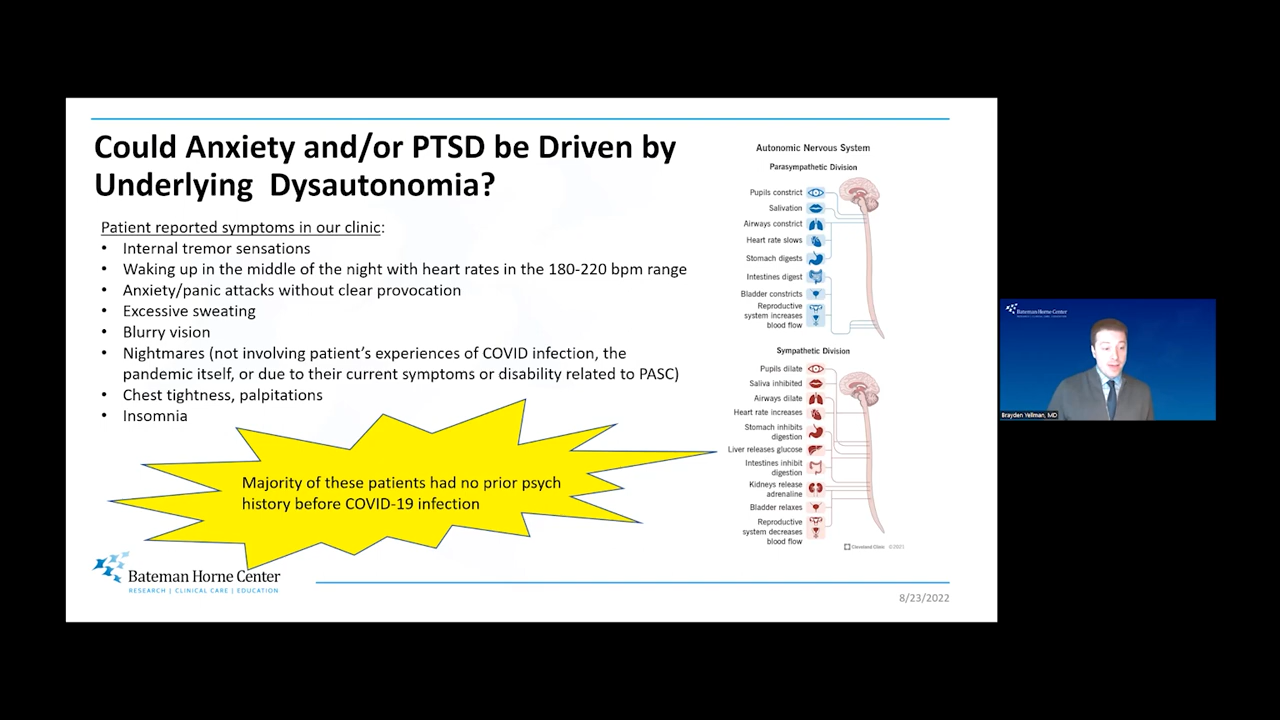 Could Anxiety and/or PTSD be Driven by
Underlying Dysautonomia?
Patient reported symptoms in our clinic:
• Internal tremor sensations
• Waking up in the middle of the night with heart rates in the 180-220 bpm range
• Anxiety/panic attacks without clear provocation
• Excessive sweating
• Blurry vision
• Nightmares (not involving patient’s experiences of COVID infection, the
pandemic itself, or due to their current symptoms or disability related to PASC)
• Chest tightness, palpitations
• Insomnia
Majority of these patients had no prior psych
history before COVID-19 infection
Autonomic Nervous System
Parasympathetic Division
Pupils constrict
Salivation
Airways constrict
Heart rate slows
Stomach digests
Intestines digest
Bladder constricts
Reproductive
system increases
blood flow
Sympathetic Division
Pupils dilate
Saliva inhibited
Airways dilate
Heart rate increases
Stomach inhibits
digestion
Liver releases glucose
Intestines inhibit
digestion
Kidneys release
adrenaline
Bladder relaxes
Reproductive
system decreases
blood flow
Cleveland Clinic ©2021
Bateman Horne Center
RESEARCH | CLINICAL CARE | EDUCATION
8/23/2022
Bateman Horne Center
RESEARCH | CLINICAL CARE | EDUCATION
Brayden Yellman, MD